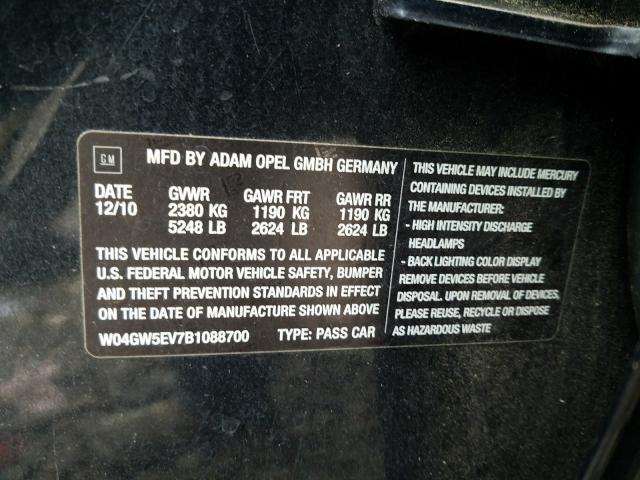 GM
MFD BY ADAM OPEL GMBH GERMANY
DATE GVWR GAWR FRT GAWR RR
12/10 2380 KG 1190 KG 1190 KG
5248 LB 2624 LB 2624 LB
THIS VEHICLE CONFORMS TO ALL APPLICABLE
U.S. FEDERAL MOTOR VEHICLE SAFETY, BUMPER
AND THEFT PREVENTION STANDARDS IN EFFECT
ON THE DATE OF MANUFACTURE SHOWN ABOVE
W04GW5EV7B1088700 TYPE: PASS CAR
THIS VEHICLE MAY INCLUDE MERCURY
CONTAINING DEVICES INSTALLED BY
THE MANUFACTURER:
- HIGH INTENSITY DISCHARGE
HEADLAMPS
- BACK LIGHTING COLOR DISPLAY
REMOVE DEVICES BEFORE VEHICLE
DISPOSAL. UPON REMOVAL OF DEVICES,
PLEASE REUSE, RECYCLE OR DISPOSE
AS HAZARDOUS WASTE